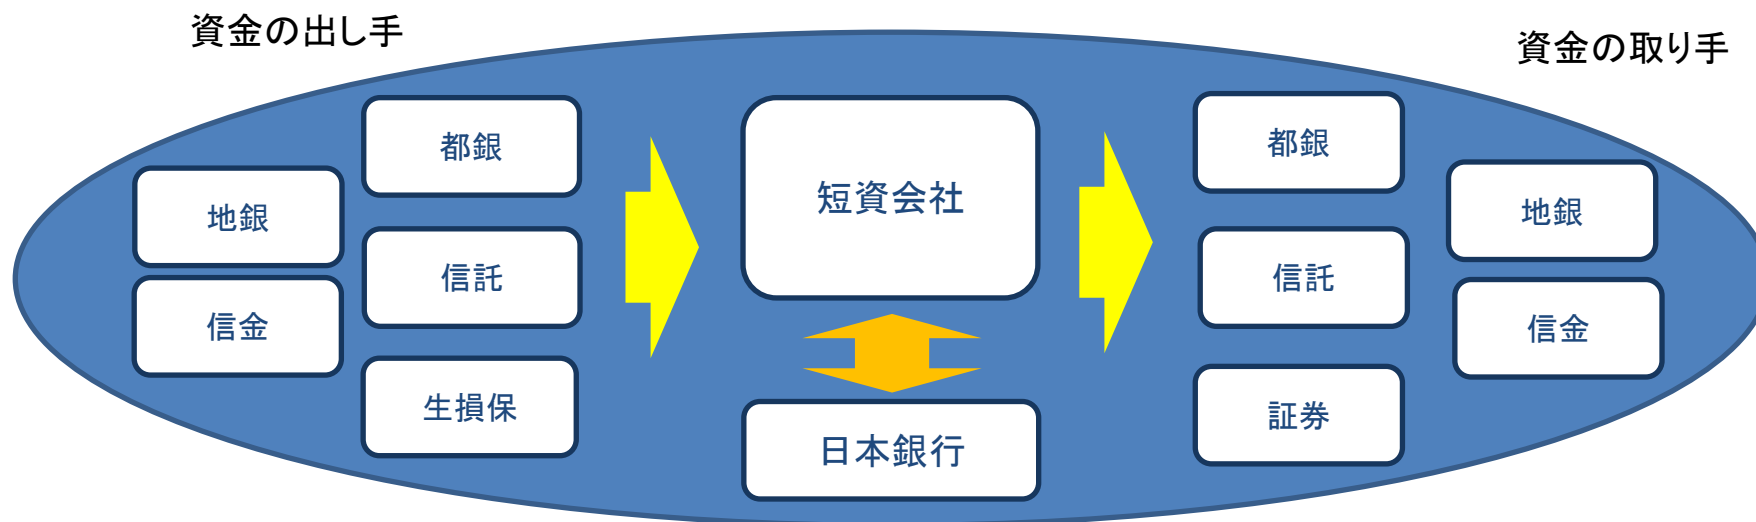 資金の出し手
資金の取り手
都銀
地銀
信託
信金
生損保
短資会社
日本銀行
都銀
地銀
信託
信金
証券